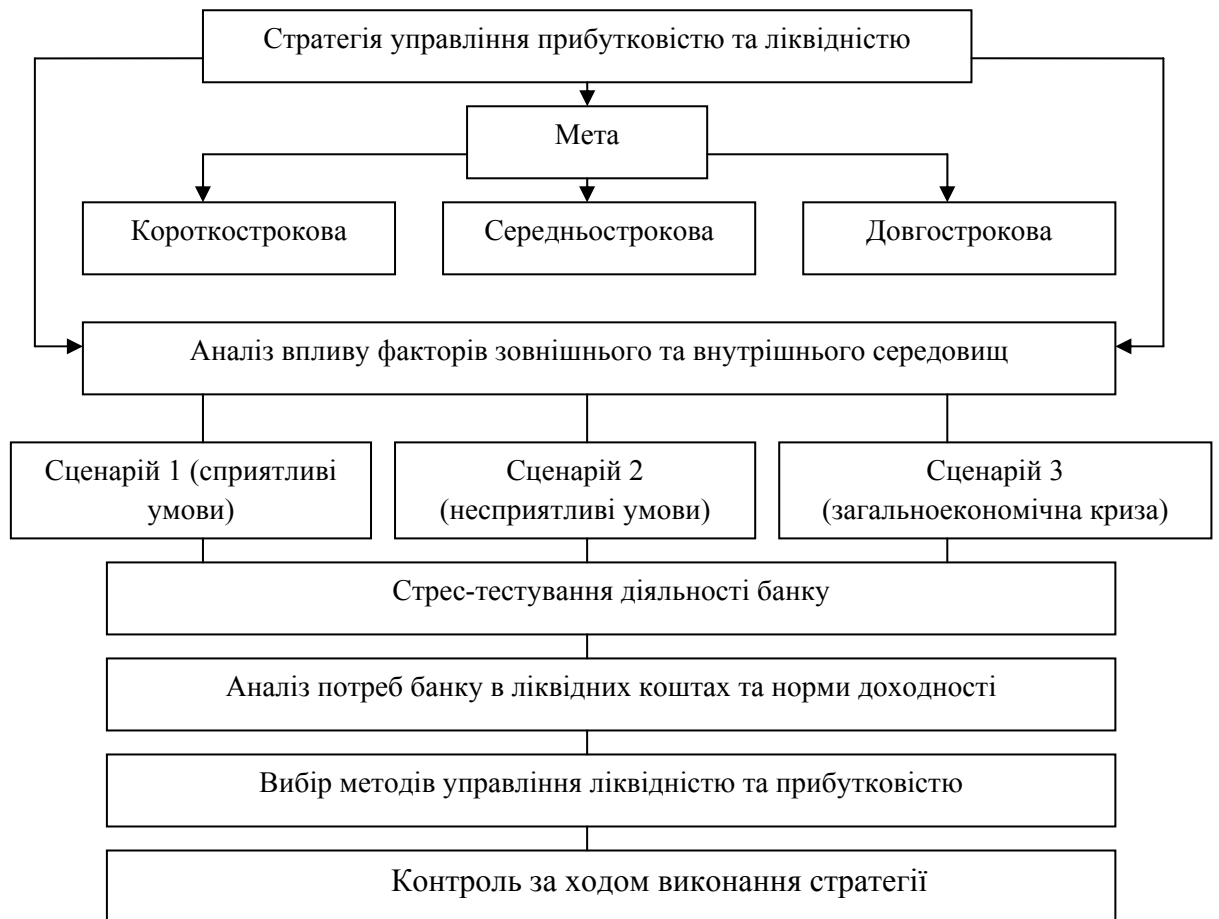 Стратегія управління прибутковістю та ліквідністю
Мета
Короткострокова
Середньострокова
Довгострокова
Аналіз впливу факторів зовнішнього та внутрішнього середовищ
Сценарій 1 (сприятливі
умови)
Сценарій 2
(несприятливі умови)
Сценарій 3
(загальноекономічна криза)
Стрес-тестування діяльності банку
Аналіз потреб банку в ліквідних коштах та норми доходності
Вибір методів управління ліквідністю та прибутковістю
Контроль за ходом виконання стратегії